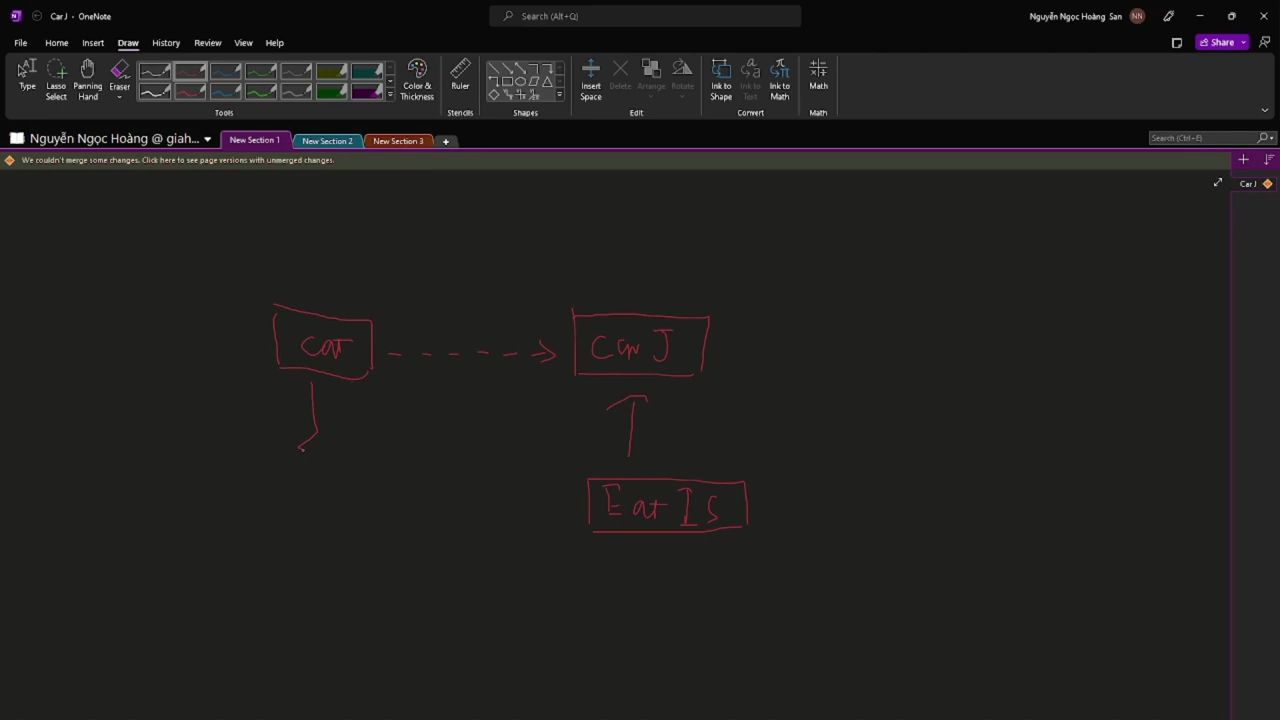 Car J - OneNote
Search (Alt+Q)
Nguyễn Ngọc Hoàng San NN
File Home Insert Draw History Review View Help
Share
Type
Lasso Select
Panning Hand
Eraser
Color & Thickness
Ruler
Insert Space
Delete
Arrange
Rotate
Ink to Shape
Ink to Text
Ink to Math
Math
Tools Stencils Shapes Edit Convert Math
Nguyễn Ngọc Hoàng @ giah... New Section 1 New Section 2 New Section 3 +
Search (Ctrl+E)
We couldn't merge some changes. Click here to see page versions with unmerged changes.
Car J
Car J
Eat IS